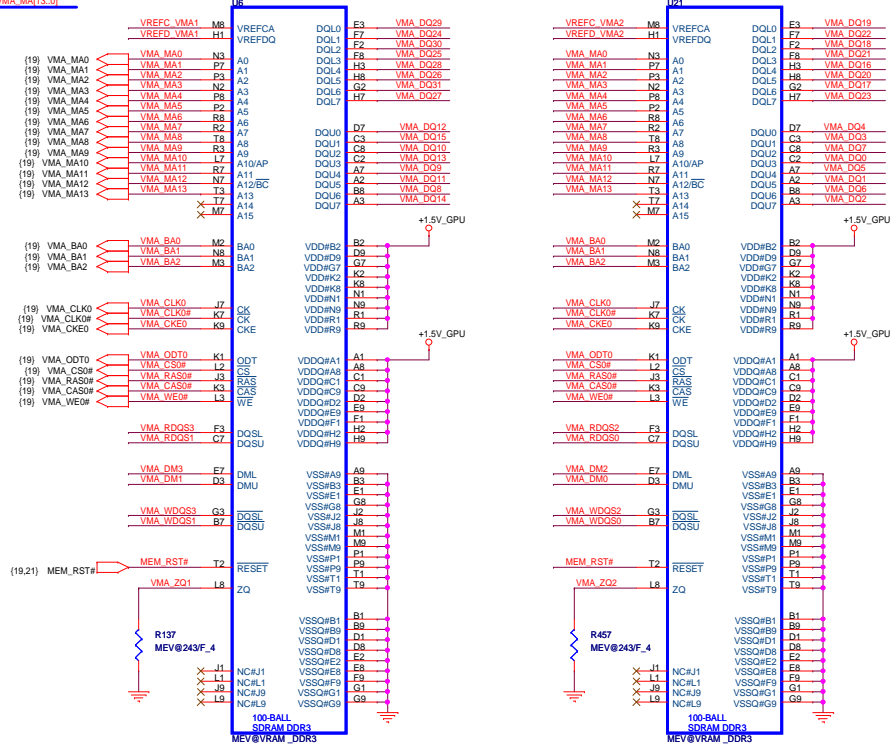 VMA_MA[13..0]
U6
VREFC_VMA1 M8 VREFCA
VREFD_VMA1 H1 VREFDQ
{19} VMA_MA0 VMA_MA0 N3 A0
{19} VMA_MA1 VMA_MA1 P7 A1
{19} VMA_MA2 VMA_MA2 P3 A2
{19} VMA_MA3 VMA_MA3 N2 A3
{19} VMA_MA4 VMA_MA4 P8 A4
{19} VMA_MA5 VMA_MA5 P2 A5
{19} VMA_MA6 VMA_MA6 R8 A6
{19} VMA_MA7 VMA_MA7 R2 A7
{19} VMA_MA8 VMA_MA8 T8 A8
{19} VMA_MA9 VMA_MA9 R3 A9
{19} VMA_MA10 VMA_MA10 L7 A10/AP
{19} VMA_MA11 VMA_MA11 R7 A11
{19} VMA_MA12 VMA_MA12 N7 A12/BC
{19} VMA_MA13 VMA_MA13 T3 A13
T7 A14
M7 A15
{19} VMA_BA0 VMA_BA0 M2 BA0
{19} VMA_BA1 VMA_BA1 N8 BA1
{19} VMA_BA2 VMA_BA2 M3 BA2
{19} VMA_CLK0 VMA_CLK0 J7 CK
{19} VMA_CLK0# VMA_CLK0# K7 CK
{19} VMA_CKE0 VMA_CKE0 K9 CKE
{19} VMA_ODT0 VMA_ODT0 K1 ODT
{19} VMA_CS0# VMA_CS0# L2 CS
{19} VMA_RAS0# VMA_RAS0# J3 RAS
{19} VMA_CAS0# VMA_CAS0# K3 CAS
{19} VMA_WE0# VMA_WE0# L3 WE
VMA_RDQS3 F3 DQSL
VMA_RDQS1 C7 DQSU
VMA_DM3 E7 DML
VMA_DM1 D3 DMU
VMA_WDQS3 G3 DQSL
VMA_WDQS1 B7 DQSU
{19,21} MEM_RST# MEM_RST# T2 RESET
VMA_ZQ1 L8 ZQ
R137
MEV@243/F_4
J1 NC#J1
L1 NC#L1
J9 NC#J9
L9 NC#L9
DQL0 E3 VMA_DQ29
DQL1 F7 VMA_DQ24
DQL2 F2 VMA_DQ30
DQL3 F8 VMA_DQ25
DQL4 H3 VMA_DQ28
DQL5 H8 VMA_DQ26
DQL6 G2 VMA_DQ31
DQL7 H7 VMA_DQ27
DQU0 D7 VMA_DQ12
DQU1 C3 VMA_DQ15
DQU2 C8 VMA_DQ10
DQU3 C2 VMA_DQ13
DQU4 A7 VMA_DQ9
DQU5 A2 VMA_DQ11
DQU6 B8 VMA_DQ8
DQU7 A3 VMA_DQ14
+1.5V_GPU
VDD#B2 B2
VDD#D9 D9
VDD#G7 G7
VDD#K2 K2
VDD#K8 K8
VDD#N1 N1
VDD#N9 N9
VDD#R1 R1
VDD#R9 R9
+1.5V_GPU
VDDQ#A1 A1
VDDQ#A8 A8
VDDQ#C1 C1
VDDQ#C9 C9
VDDQ#D2 D2
VDDQ#E9 E9
VDDQ#F1 F1
VDDQ#H2 H2
VDDQ#H9 H9
VSS#A9 A9
VSS#B3 B3
VSS#E1 E1
VSS#G8 G8
VSS#J2 J2
VSS#J8 J8
VSS#M1 M1
VSS#M9 M9
VSS#P1 P1
VSS#P9 P9
VSS#T1 T1
VSS#T9 T9
VSSQ#B1 B1
VSSQ#B9 B9
VSSQ#D1 D1
VSSQ#D8 D8
VSSQ#E2 E2
VSSQ#E8 E8
VSSQ#F9 F9
VSSQ#G1 G1
VSSQ#G9 G9
100-BALL
SDRAM DDR3
MEV@VRAM _DDR3
U21
VREFC_VMA2 M8 VREFCA
VREFD_VMA2 H1 VREFDQ
VMA_MA0 N3 A0
VMA_MA1 P7 A1
VMA_MA2 P3 A2
VMA_MA3 N2 A3
VMA_MA4 P8 A4
VMA_MA5 P2 A5
VMA_MA6 R8 A6
VMA_MA7 R2 A7
VMA_MA8 T8 A8
VMA_MA9 R3 A9
VMA_MA10 L7 A10/AP
VMA_MA11 R7 A11
VMA_MA12 N7 A12/BC
VMA_MA13 T3 A13
T7 A14
M7 A15
VMA_BA0 M2 BA0
VMA_BA1 N8 BA1
VMA_BA2 M3 BA2
VMA_CLK0 J7 CK
VMA_CLK0# K7 CK
VMA_CKE0 K9 CKE
VMA_ODT0 K1 ODT
VMA_CS0# L2 CS
VMA_RAS0# J3 RAS
VMA_CAS0# K3 CAS
VMA_WE0# L3 WE
VMA_RDQS2 F3 DQSL
VMA_RDQS0 C7 DQSU
VMA_DM2 E7 DML
VMA_DM0 D3 DMU
VMA_WDQS2 G3 DQSL
VMA_WDQS0 B7 DQSU
MEM_RST# T2 RESET
VMA_ZQ2 L8 ZQ
R457
MEV@243/F_4
J1 NC#J1
L1 NC#L1
J9 NC#J9
L9 NC#L9
DQL0 E3 VMA_DQ19
DQL1 F7 VMA_DQ22
DQL2 F2 VMA_DQ18
DQL3 F8 VMA_DQ21
DQL4 H3 VMA_DQ16
DQL5 H8 VMA_DQ20
DQL6 G2 VMA_DQ17
DQL7 H7 VMA_DQ23
DQU0 D7 VMA_DQ4
DQU1 C3 VMA_DQ3
DQU2 C8 VMA_DQ7
DQU3 C2 VMA_DQ0
DQU4 A7 VMA_DQ5
DQU5 A2 VMA_DQ1
DQU6 B8 VMA_DQ6
DQU7 A3 VMA_DQ2
+1.5V_GPU
VDD#B2 B2
VDD#D9 D9
VDD#G7 G7
VDD#K2 K2
VDD#K8 K8
VDD#N1 N1
VDD#N9 N9
VDD#R1 R1
VDD#R9 R9
+1.5V_GPU
VDDQ#A1 A1
VDDQ#A8 A8
VDDQ#C1 C1
VDDQ#C9 C9
VDDQ#D2 D2
VDDQ#E9 E9
VDDQ#F1 F1
VDDQ#H2 H2
VDDQ#H9 H9
VSS#A9 A9
VSS#B3 B3
VSS#E1 E1
VSS#G8 G8
VSS#J2 J2
VSS#J8 J8
VSS#M1 M1
VSS#M9 M9
VSS#P1 P1
VSS#P9 P9
VSS#T1 T1
VSS#T9 T9
VSSQ#B1 B1
VSSQ#B9 B9
VSSQ#D1 D1
VSSQ#D8 D8
VSSQ#E2 E2
VSSQ#E8 E8
VSSQ#F9 F9
VSSQ#G1 G1
VSSQ#G9 G9
100-BALL
SDRAM DDR3
MEV@VRAM _DDR3